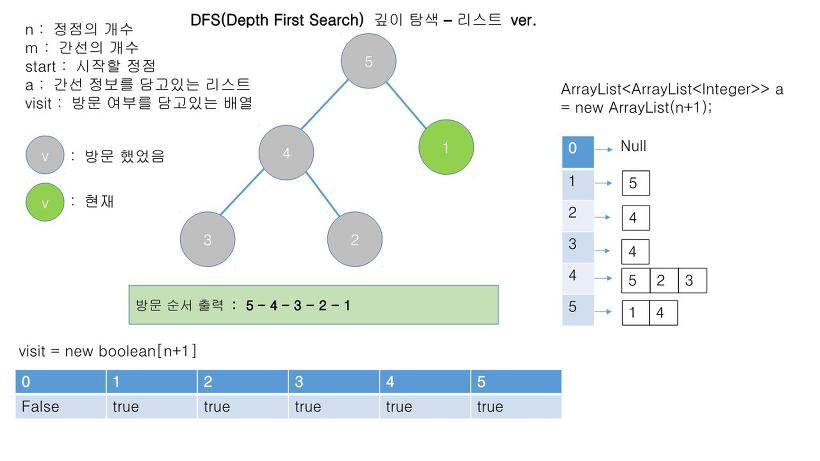 DFS(Depth First Search) 깊이 탐색 – 리스트 ver.
n : 정점의 개수
m : 간선의 개수
start : 시작할 정점
a : 간선 정보를 담고있는 리스트
visit : 방문 여부를 담고있는 배열
v : 방문 했었음
v : 현재
5
4
1
3
2
방문 순서 출력 : 5 – 4 – 3 – 2 – 1
ArrayList<ArrayList<Integer>> a
= new ArrayList(n+1);
0 Null
1 5
2 4
3 4
4 5 2 3
5 1 4
visit = new boolean[n+1]
0 1 2 3 4 5
False true true true true true